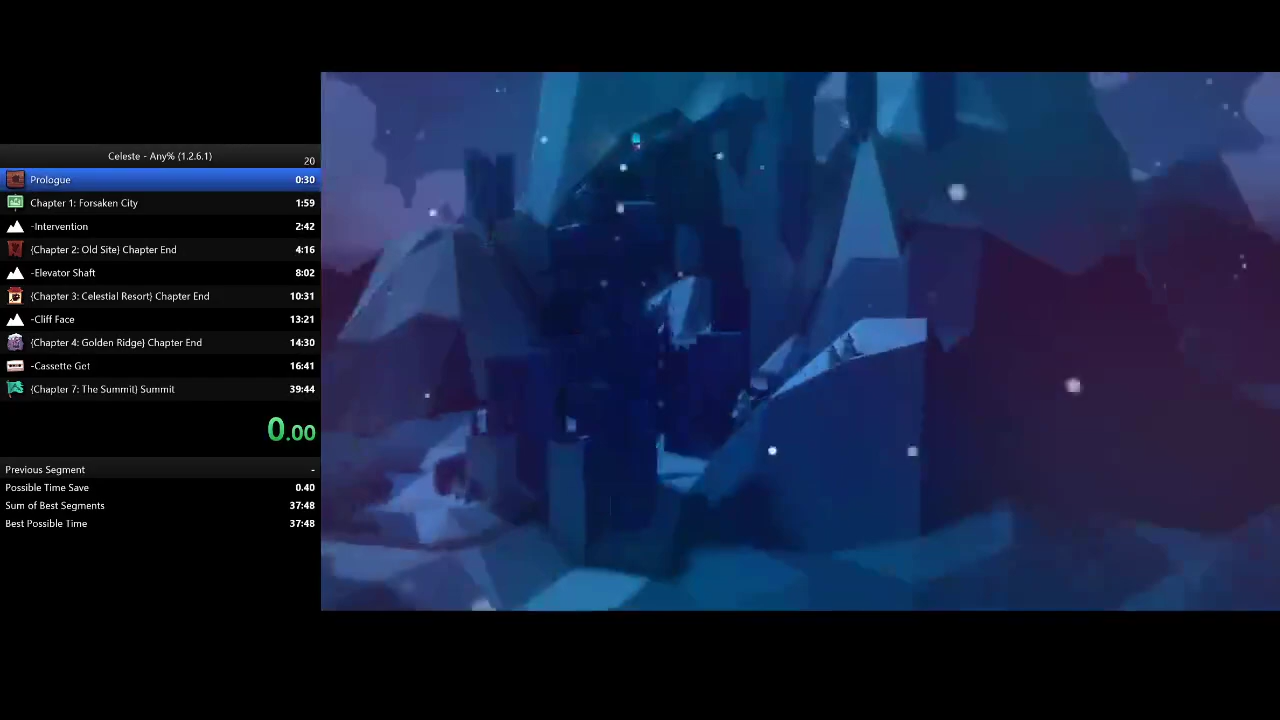 Celeste - Any% (1.2.6.1)
20
Prologue 0:30
Chapter 1: Forsaken City 1:59
-Intervention 2:42
{Chapter 2: Old Site} Chapter End 4:16
-Elevator Shaft 8:02
{Chapter 3: Celestial Resort} Chapter End 10:31
-Cliff Face 13:21
{Chapter 4: Golden Ridge} Chapter End 14:30
-Cassette Get 16:41
{Chapter 7: The Summit} Summit 39:44
0.00
Previous Segment -
Possible Time Save 0.40
Sum of Best Segments 37:48
Best Possible Time 37:48